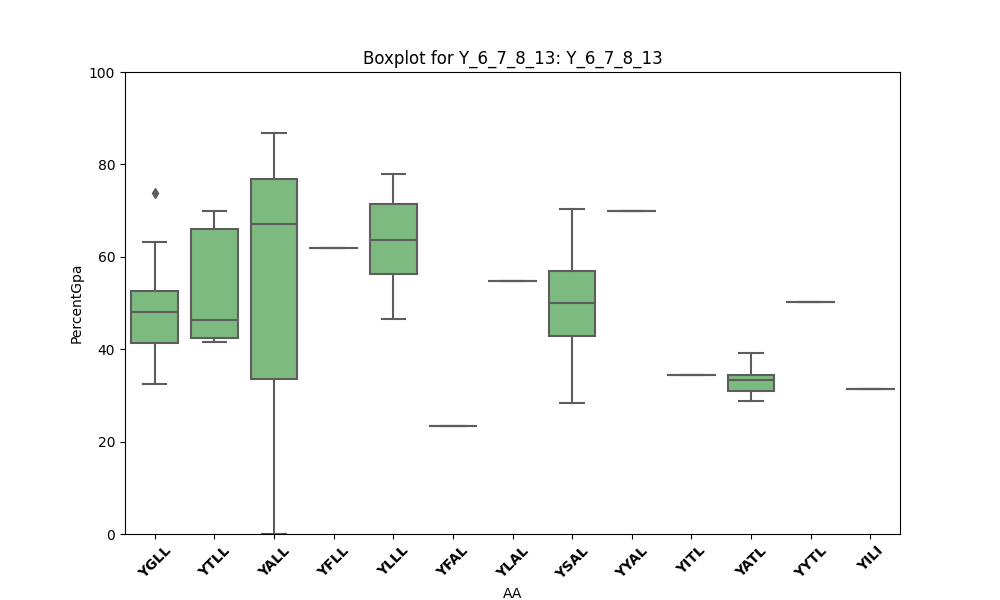 Boxplot for Y_6_7_8_13: Y_6_7_8_13
100
80
60
40
20
0
PercentGpa
YGLL
YTLL
YALL
YFLL
YLLL
YFAL
YLAL
YSAL
YYAL
YITL
YATL
YYTL
YILI
AA